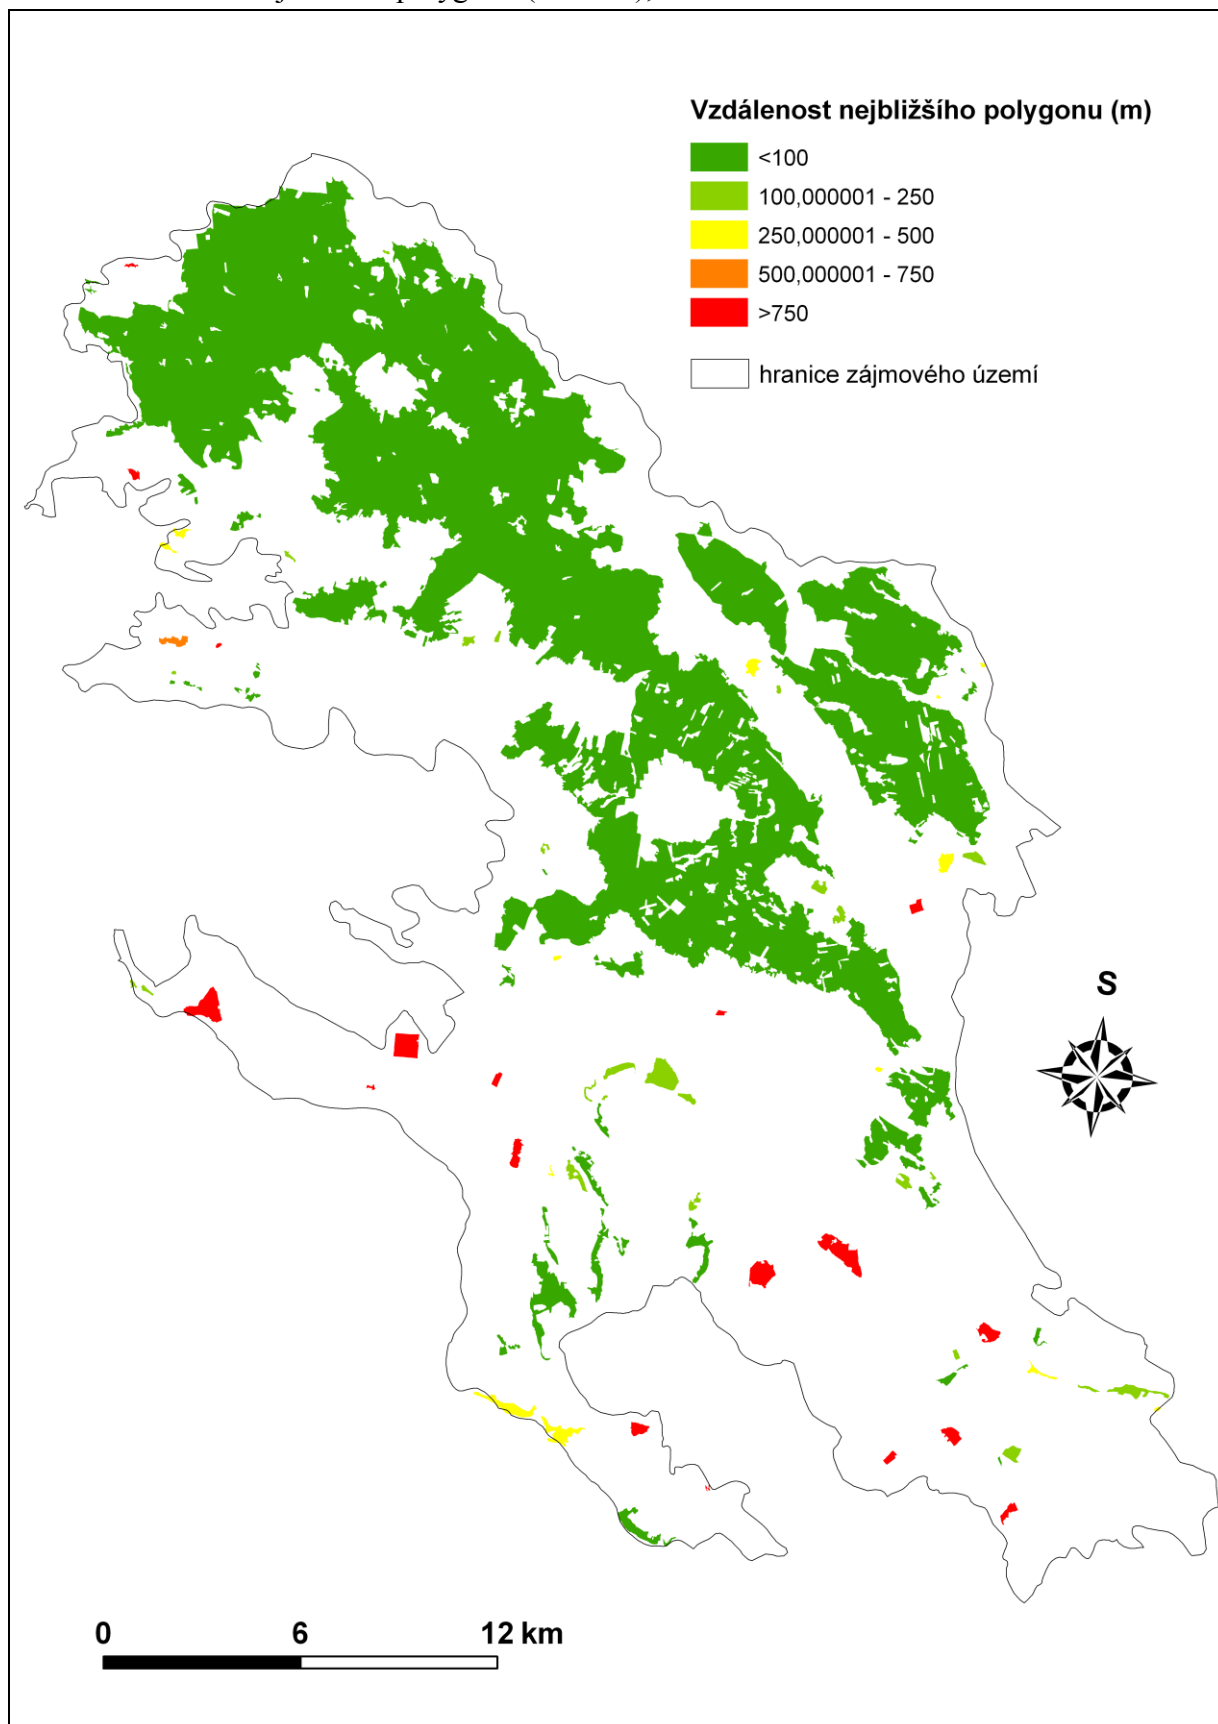 Vzdálenost nejbližšího polygonu (m)
<100
100,000001 - 250
250,000001 - 500
500,000001 - 750
>750
hranice zájmového území
S
0 6 12 km